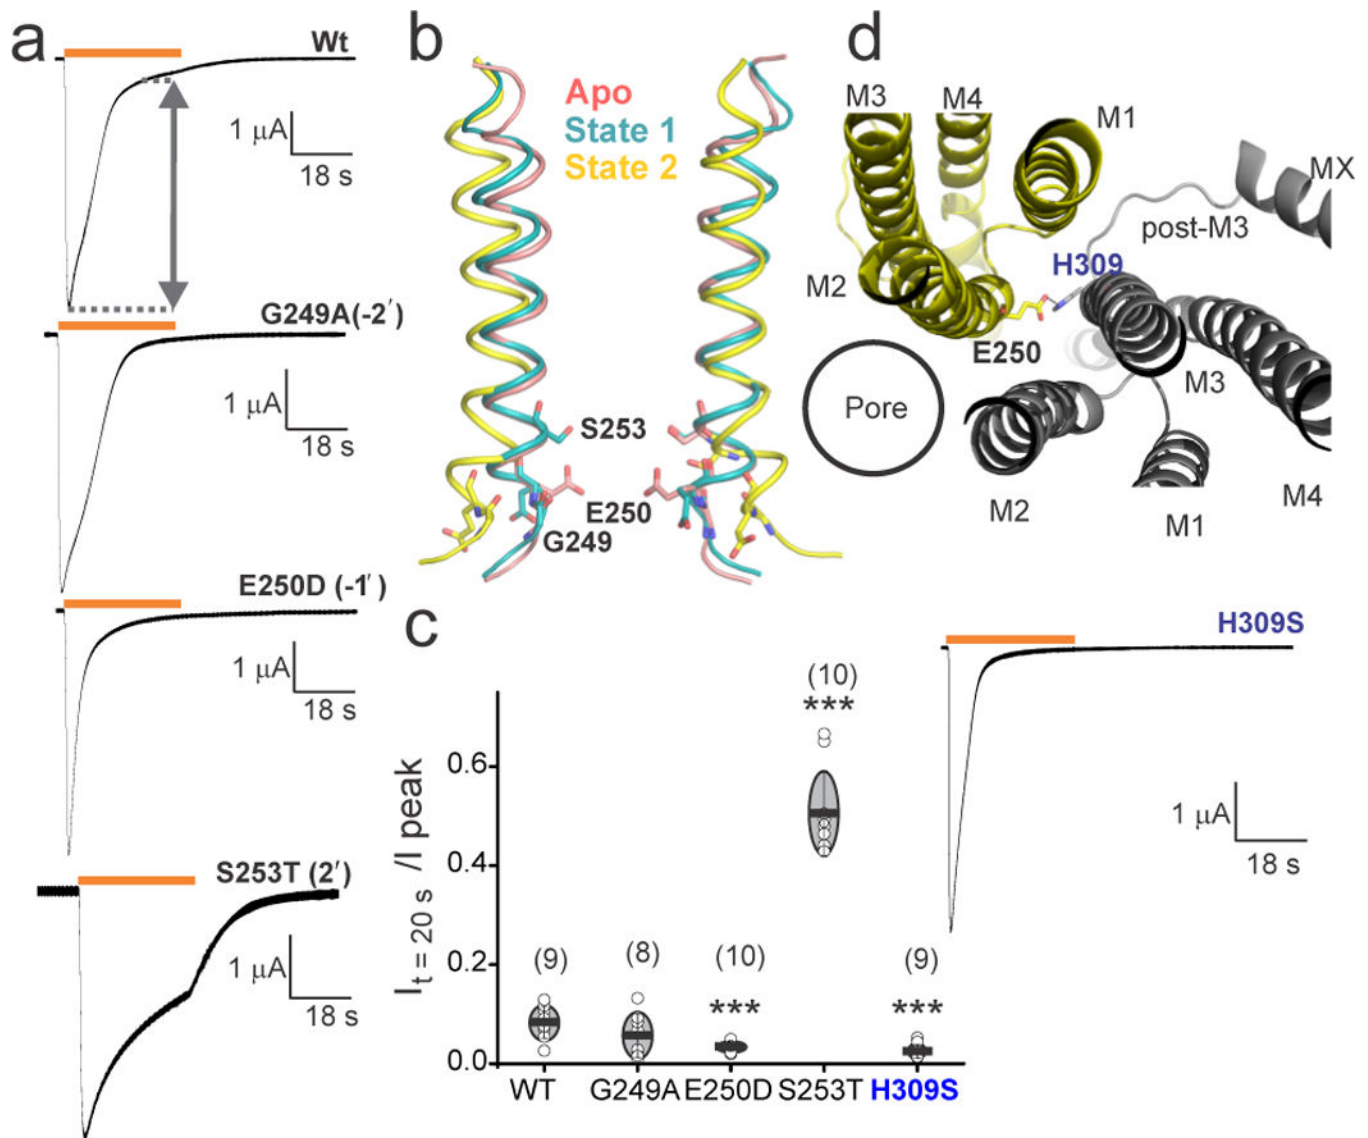 a
Wt
1 μA
18 s
G249A(-2′)
1 μA
18 s
E250D (-1′)
1 μA
18 s
S253T (2′)
1 μA
18 s
b
Apo
State 1
State 2
S253
E250
G249
d
M3
M4
M1
MX
post-M3
H309
M2
E250
M3
Pore
M2
M1
M4
c
I t = 20 s /I peak
0.6
0.4
0.2
0.0
(9)
(8)
(10)
***
(10)
***
(9)
***
WT
G249A
E250D
S253T
H309S
H309S
1 μA
18 s